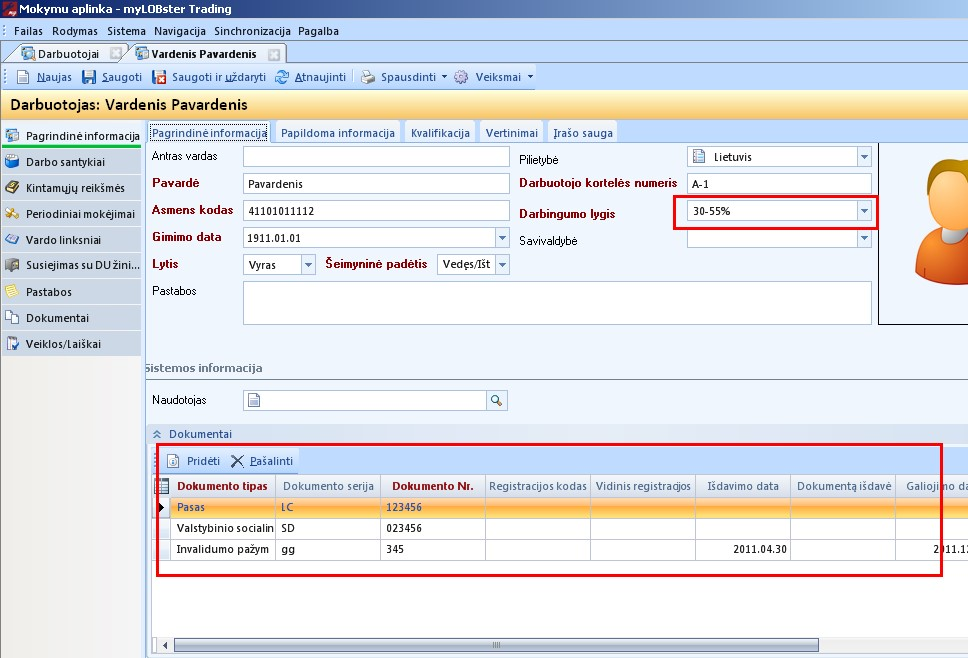 Mokymu aplinka - myLOBster Trading
Failas Rodymas Sistema Navigacija Sinchronizacija Pagalba
Darbuotojai Vardenis Pavardenis
Naujas Saugoti Saugoti ir uždaryti Atnaujinti Spausdinti Veiksmai
Darbuotojas: Vardenis Pavardenis
Pagrindinė informacija
Darbo santykiai
Kintamųjų reikšmės
Periodiniai mokėjimai
Vardo linksniai
Susiejimas su DU žini...
Pastabos
Dokumentai
Veiklos/Laiškai
Pagrindinė informacija Papildoma informacija Kvalifikacija Vertinimai Įrašo sauga
Antras vardas Pilietybė Lietuvis
Pavardė Pavardenis Darbuotojo kortelės numeris A-1
Asmens kodas 41101011112 Darbingumo lygis 30-55%
Gimimo data 1911.01.01 Savivaldybė
Lytis Vyras Šeimyninė padėtis Vedęs/Išt
Pastabos
Sistemos informacija
Naudotojas
Dokumentai
Pridėti Pašalinti
Dokumento tipas Dokumento serija Dokumento Nr. Registracijos kodas Vidinis registracijos Išdavimo data Dokumentą išdavė Galiojimo da
Pasas LC 123456
Valstybinio socialin SD 023456
Invalidumo pažym gg 345 2011.04.30 2011.12